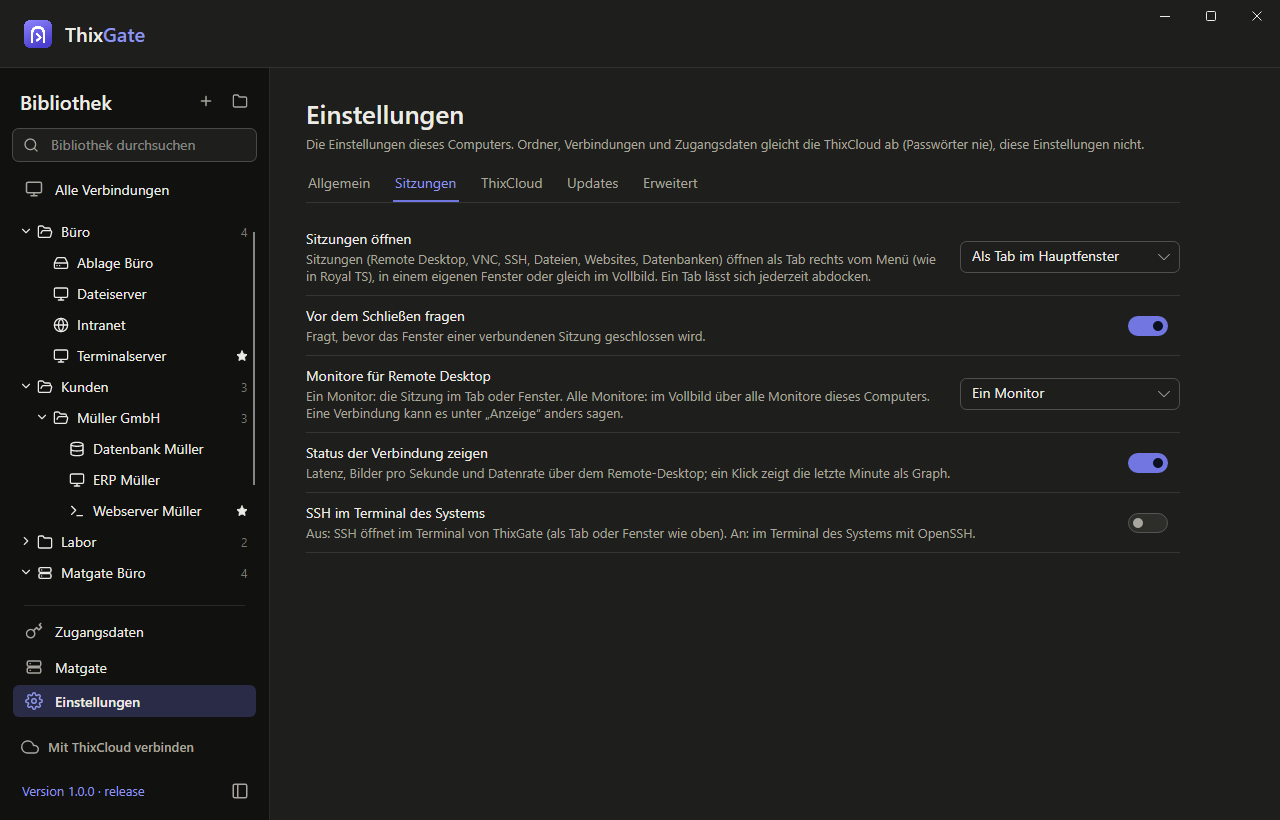 ThixGate
Bibliothek
Bibliothek durchsuchen
Alle Verbindungen
Büro 4
Ablage Büro
Dateiserver
Intranet
Terminalserver
Kunden 3
Müller GmbH 3
Datenbank Müller
ERP Müller
Webserver Müller
Labor 2
Matgate Büro 4
Zugangsdaten
Matgate
Einstellungen
Mit ThixCloud verbinden
Version 1.0.0 · release
Einstellungen
Die Einstellungen dieses Computers. Ordner, Verbindungen und Zugangsdaten gleicht die ThixCloud ab (Passwörter nie), diese Einstellungen nicht.
Allgemein Sitzungen ThixCloud Updates Erweitert
Sitzungen öffnen
Sitzungen (Remote Desktop, VNC, SSH, Dateien, Websites, Datenbanken) öffnen als Tab rechts vom Menü (wie
in Royal TS), in einem eigenen Fenster oder gleich im Vollbild. Ein Tab lässt sich jederzeit abdocken.
Als Tab im Hauptfenster
Vor dem Schließen fragen
Fragt, bevor das Fenster einer verbundenen Sitzung geschlossen wird.
Monitore für Remote Desktop
Ein Monitor: die Sitzung im Tab oder Fenster. Alle Monitore: im Vollbild über alle Monitore dieses Computers.
Eine Verbindung kann es unter „Anzeige“ anders sagen.
Ein Monitor
Status der Verbindung zeigen
Latenz, Bilder pro Sekunde und Datenrate über dem Remote-Desktop; ein Klick zeigt die letzte Minute als Graph.
SSH im Terminal des Systems
Aus: SSH öffnet im Terminal von ThixGate (als Tab oder Fenster wie oben). An: im Terminal des Systems mit OpenSSH.